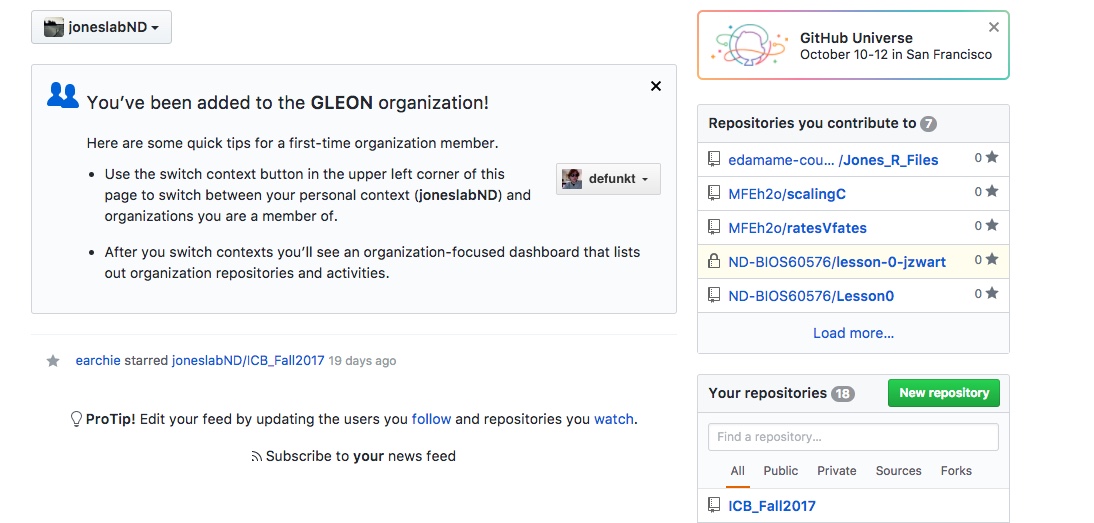 joneslabND
You've been added to the GLEON organization!
Here are some quick tips for a first-time organization member.
Use the switch context button in the upper left corner of this
page to switch between your personal context (joneslabND) and
organizations you are a member of.
defunkt
After you switch contexts you'll see an organization-focused dashboard that lists
out organization repositories and activities.
earchie starred joneslabND/ICB_Fall2017 19 days ago
ProTip! Edit your feed by updating the users you follow and repositories you watch.
Subscribe to your news feed
GitHub Universe
October 10-12 in San Francisco
Repositories you contribute to 7
edamame-cou… /Jones_R_Files 0
MFEh2o/scalingC 0
MFEh2o/ratesVfates 0
ND-BIOS60576/lesson-0-jzwart 0
ND-BIOS60576/Lesson0 0
Load more…
Your repositories 18 New repository
Find a repository…
All Public Private Sources Forks
ICB_Fall2017